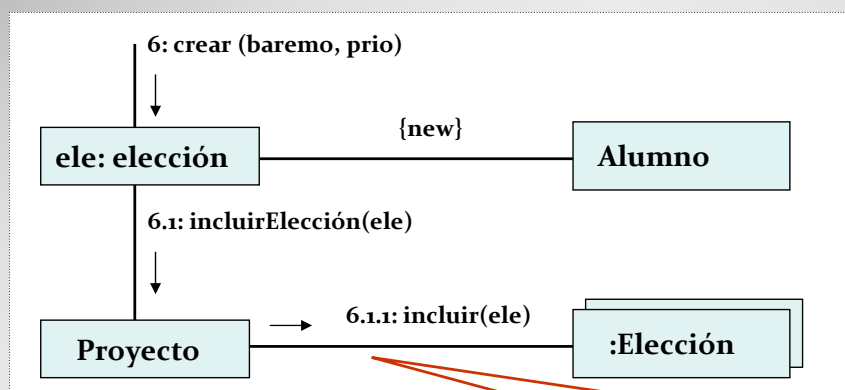 6: crear (baremo, prio)
{new}
ele: elección
Alumno
6.1: incluirElección(ele)
6.1.1: incluir(ele)
Proyecto
:Elección